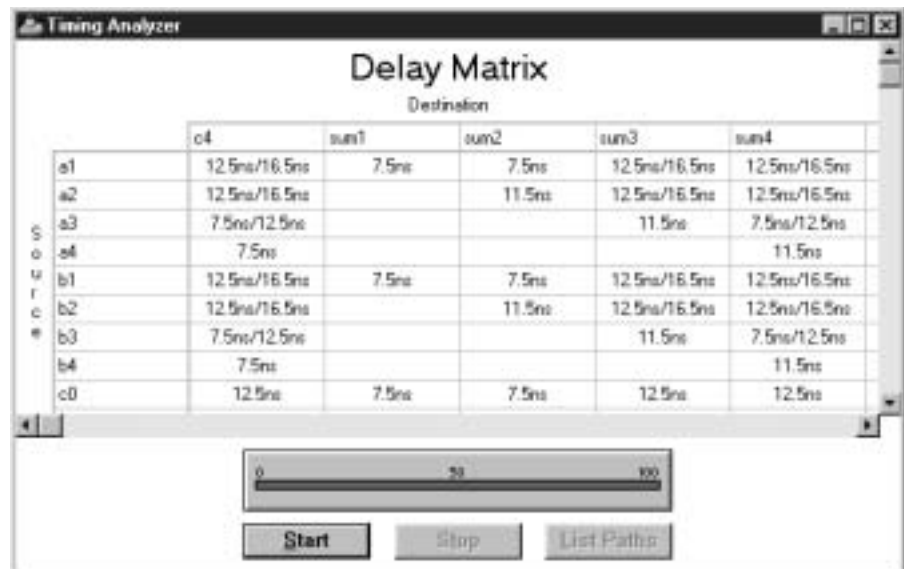 Timing Analyzer
Delay Matrix
Destination
c4 sum1 sum2 sum3 sum4
Source
a1 12.5ns/16.5ns 7.5ns 7.5ns 12.5ns/16.5ns 12.5ns/16.5ns
a2 12.5ns/16.5ns 11.5ns 12.5ns/16.5ns 12.5ns/16.5ns
a3 7.5ns/12.5ns 11.5ns 7.5ns/12.5ns
a4 7.5ns 11.5ns
b1 12.5ns/16.5ns 7.5ns 7.5ns 12.5ns/16.5ns 12.5ns/16.5ns
b2 12.5ns/16.5ns 11.5ns 12.5ns/16.5ns 12.5ns/16.5ns
b3 7.5ns/12.5ns 11.5ns 7.5ns/12.5ns
b4 7.5ns 11.5ns
c0 12.5ns 7.5ns 7.5ns 12.5ns 12.5ns
0 50 100
Start Stop List Paths